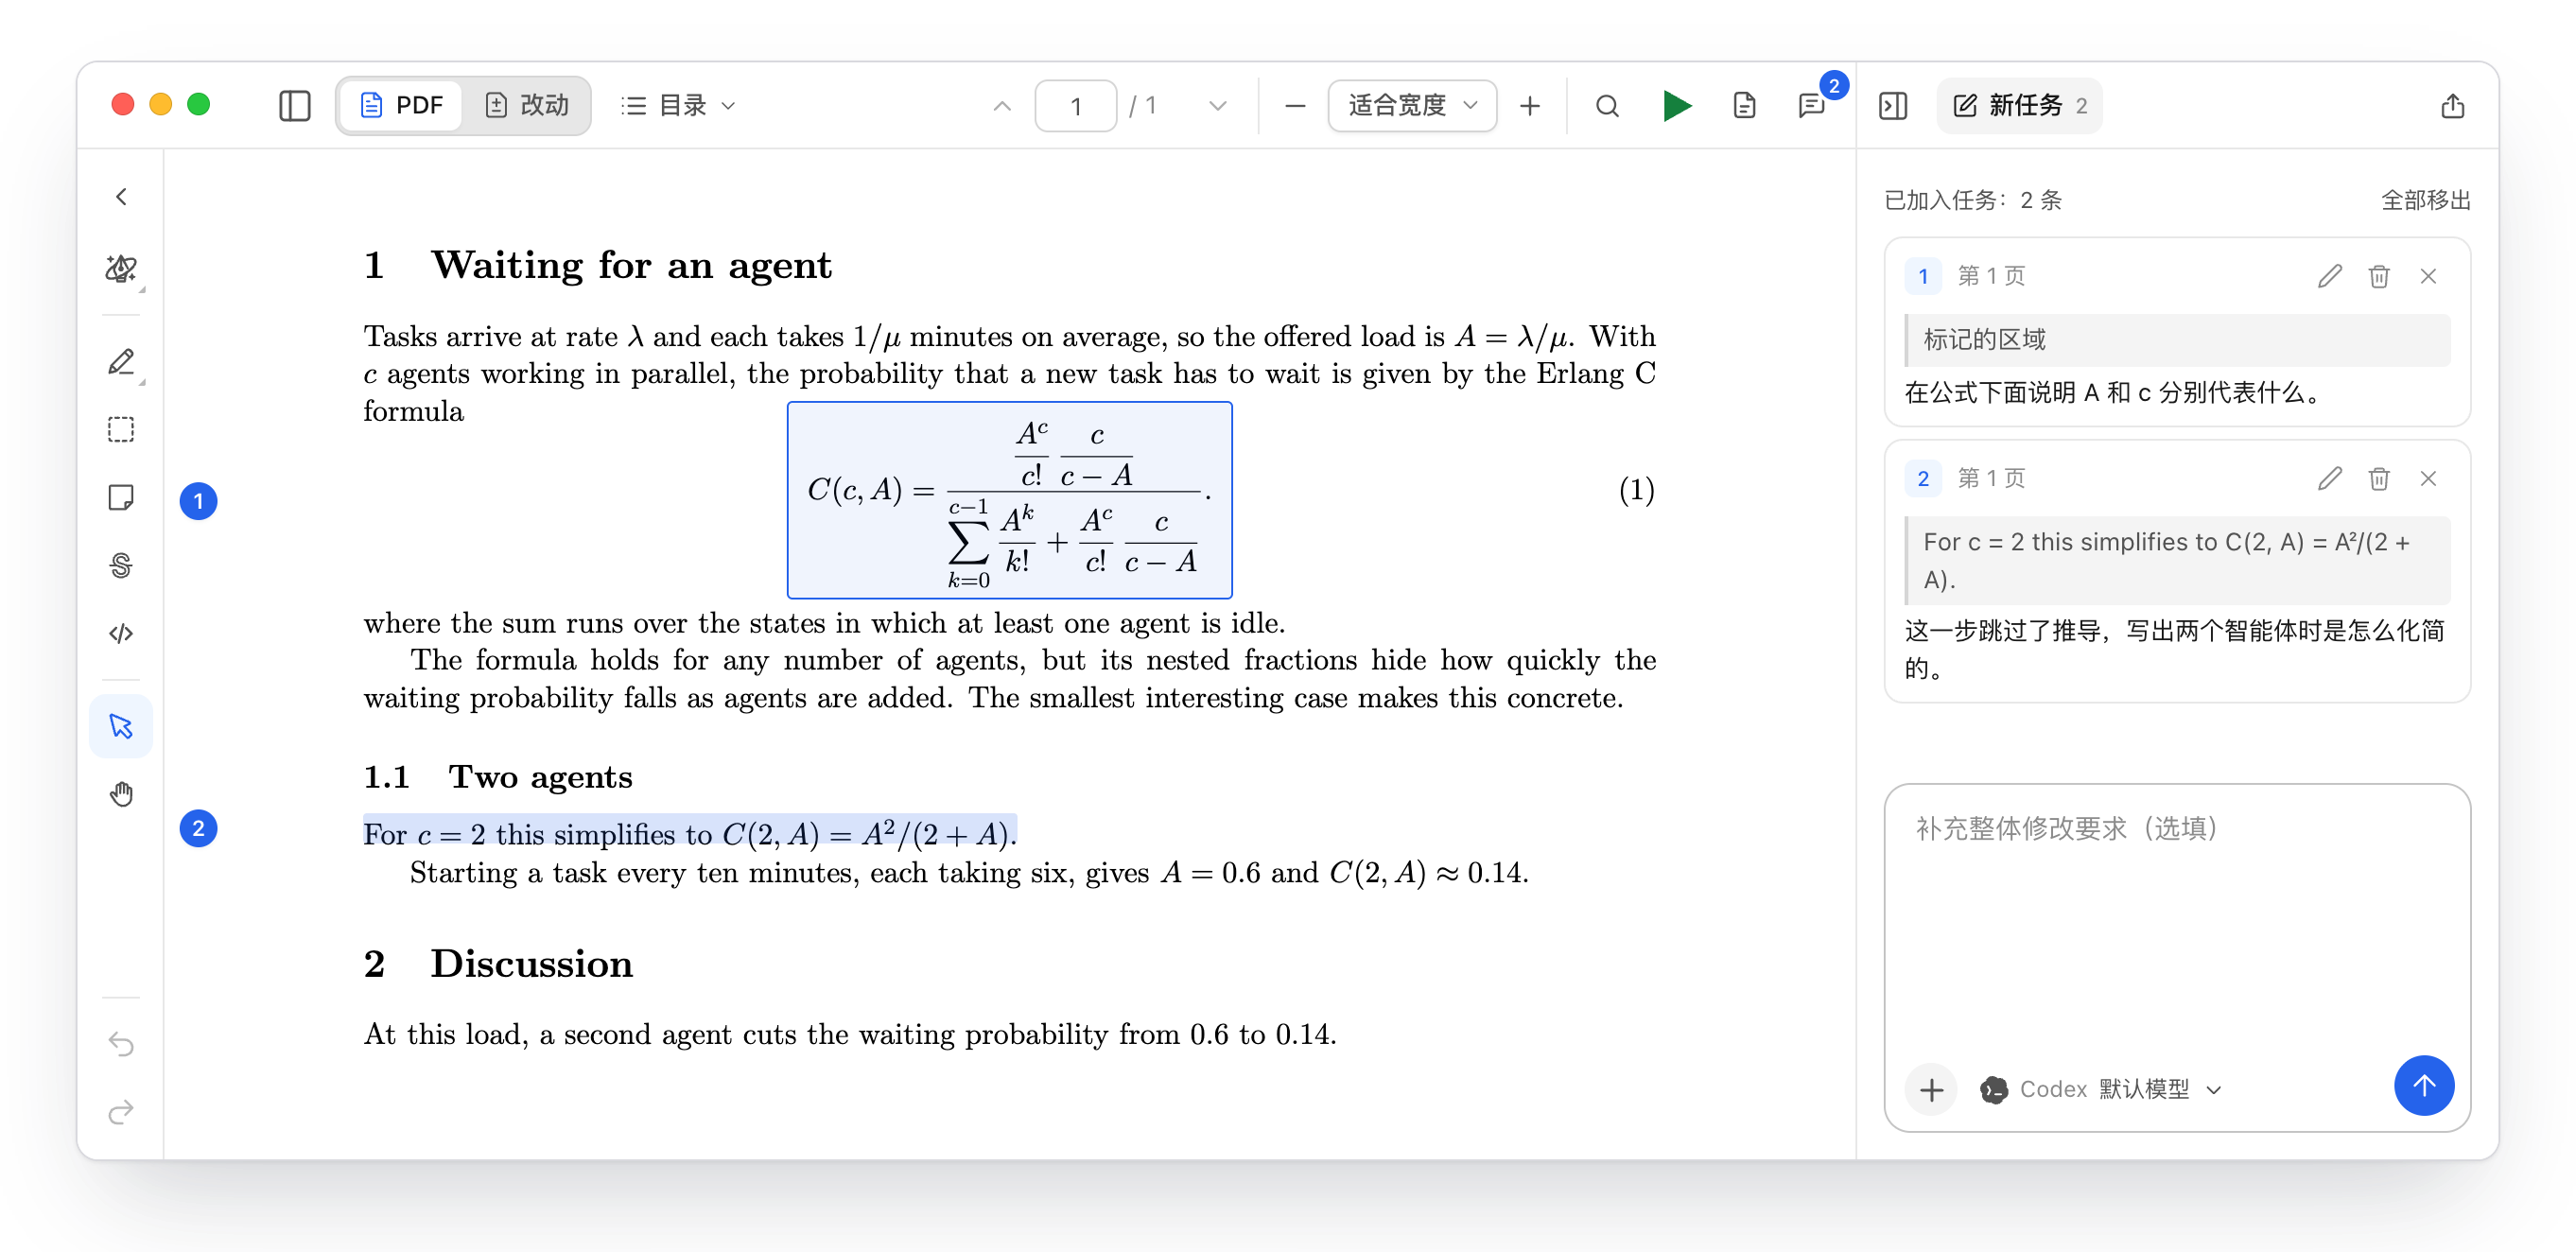 PDF 改动 目录 1 / 1 适合宽度 2 新任务 2
1 Waiting for an agent
Tasks arrive at rate λ and each takes 1/μ minutes on average, so the offered load is A = λ/μ. With
c agents working in parallel, the probability that a new task has to wait is given by the Erlang C
formula
1
C(c, A) = \frac{\frac{A^c}{c!} \frac{c}{c − A}}{\sum_{k=0}^{c−1} \frac{A^k}{k!} + \frac{A^c}{c!} \frac{c}{c − A}}. (1)
where the sum runs over the states in which at least one agent is idle.
The formula holds for any number of agents, but its nested fractions hide how quickly the
waiting probability falls as agents are added. The smallest interesting case makes this concrete.
1.1 Two agents
2
For c = 2 this simplifies to C(2, A) = A²/(2 + A).
Starting a task every ten minutes, each taking six, gives A = 0.6 and C(2, A) ≈ 0.14.
2 Discussion
At this load, a second agent cuts the waiting probability from 0.6 to 0.14.
已加入任务：2 条 全部移出
1 第 1 页
标记的区域
在公式下面说明 A 和 c 分别代表什么。
2 第 1 页
For c = 2 this simplifies to C(2, A) = A²/(2 +
A).
这一步跳过了推导，写出两个智能体时是怎么化简
的。
补充整体修改要求（选填）
Codex 默认模型